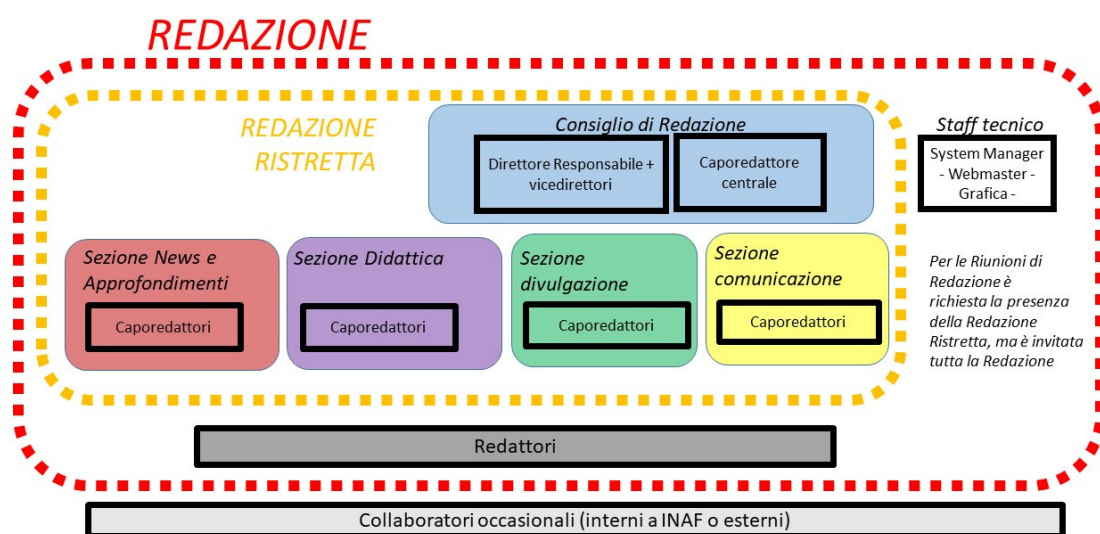 REDAZIONE
REDAZIONE
RISTRETTA
Consiglio di Redazione
Direttore Responsabile +
vicedirettori
Caporedattore
centrale
Staff tecnico
System Manager
- Webmaster -
Grafica -
Sezione News e
Approfondimenti
Caporedattori
Sezione Didattica
Caporedattori
Sezione
divulgazione
Caporedattori
Sezione
comunicazione
Caporedattori
Per le Riunioni di
Redazione è
richiesta la presenza
della Redazione
Ristretta, ma è invitata
tutta la Redazione
Redattori
Collaboratori occasionali (interni a INAF o esterni)